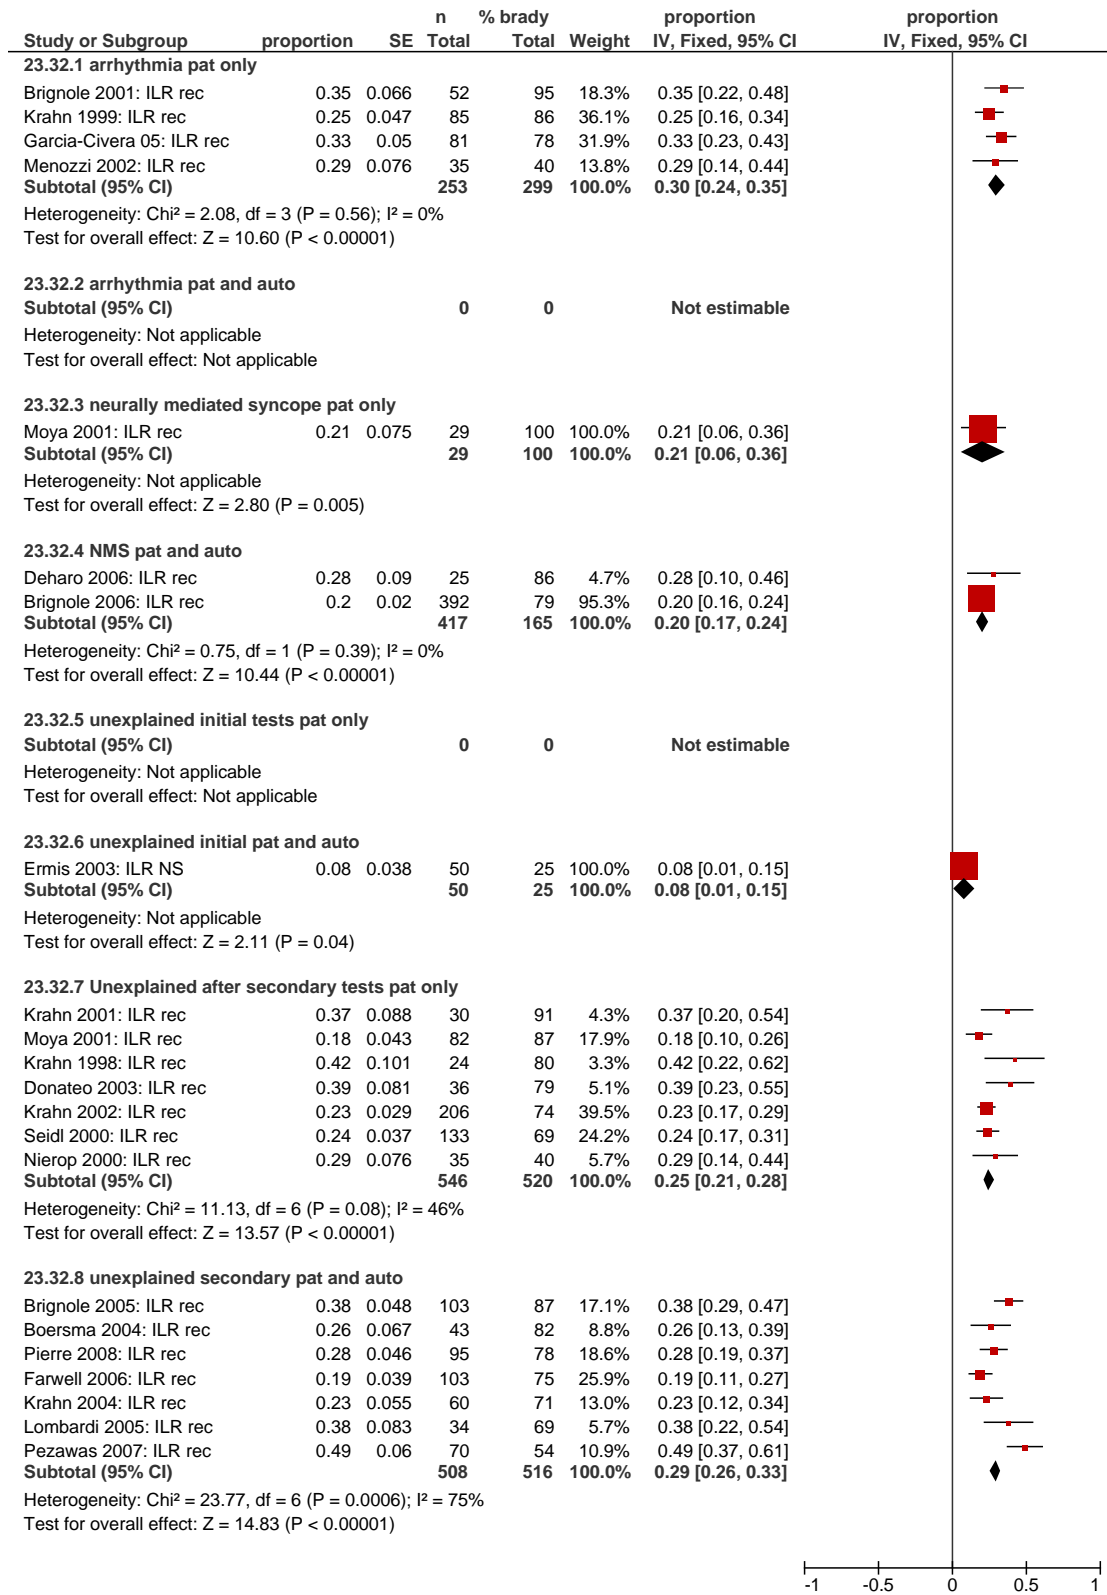 n % brady proportion proportion
Study or Subgroup proportion SE Total Total Weight IV, Fixed, 95% CI IV, Fixed, 95% CI
23.32.1 arrhythmia pat only
Brignole 2001: ILR rec 0.35 0.066 52 95 18.3% 0.35 [0.22, 0.48]
Krahn 1999: ILR rec 0.25 0.047 85 86 36.1% 0.25 [0.16, 0.34]
Garcia-Civera 05: ILR rec 0.33 0.05 81 78 31.9% 0.33 [0.23, 0.43]
Menozzi 2002: ILR rec 0.29 0.076 35 40 13.8% 0.29 [0.14, 0.44]
Subtotal (95% CI) 253 299 100.0% 0.30 [0.24, 0.35]
Heterogeneity: Chi² = 2.08, df = 3 (P = 0.56); I² = 0%
Test for overall effect: Z = 10.60 (P < 0.00001)
23.32.2 arrhythmia pat and auto
Subtotal (95% CI) 0 0 Not estimable
Heterogeneity: Not applicable
Test for overall effect: Not applicable
23.32.3 neurally mediated syncope pat only
Moya 2001: ILR rec 0.21 0.075 29 100 100.0% 0.21 [0.06, 0.36]
Subtotal (95% CI) 29 100 100.0% 0.21 [0.06, 0.36]
Heterogeneity: Not applicable
Test for overall effect: Z = 2.80 (P = 0.005)
23.32.4 NMS pat and auto
Deharo 2006: ILR rec 0.28 0.09 25 86 4.7% 0.28 [0.10, 0.46]
Brignole 2006: ILR rec 0.2 0.02 392 79 95.3% 0.20 [0.16, 0.24]
Subtotal (95% CI) 417 165 100.0% 0.20 [0.17, 0.24]
Heterogeneity: Chi² = 0.75, df = 1 (P = 0.39); I² = 0%
Test for overall effect: Z = 10.44 (P < 0.00001)
23.32.5 unexplained initial tests pat only
Subtotal (95% CI) 0 0 Not estimable
Heterogeneity: Not applicable
Test for overall effect: Not applicable
23.32.6 unexplained initial pat and auto
Ermis 2003: ILR NS 0.08 0.038 50 25 100.0% 0.08 [0.01, 0.15]
Subtotal (95% CI) 50 25 100.0% 0.08 [0.01, 0.15]
Heterogeneity: Not applicable
Test for overall effect: Z = 2.11 (P = 0.04)
23.32.7 Unexplained after secondary tests pat only
Krahn 2001: ILR rec 0.37 0.088 30 91 4.3% 0.37 [0.20, 0.54]
Moya 2001: ILR rec 0.18 0.043 82 87 17.9% 0.18 [0.10, 0.26]
Krahn 1998: ILR rec 0.42 0.101 24 80 3.3% 0.42 [0.22, 0.62]
Donateo 2003: ILR rec 0.39 0.081 36 79 5.1% 0.39 [0.23, 0.55]
Krahn 2002: ILR rec 0.23 0.029 206 74 39.5% 0.23 [0.17, 0.29]
Seidl 2000: ILR rec 0.24 0.037 133 69 24.2% 0.24 [0.17, 0.31]
Nierop 2000: ILR rec 0.29 0.076 35 40 5.7% 0.29 [0.14, 0.44]
Subtotal (95% CI) 546 520 100.0% 0.25 [0.21, 0.28]
Heterogeneity: Chi² = 11.13, df = 6 (P = 0.08); I² = 46%
Test for overall effect: Z = 13.57 (P < 0.00001)
23.32.8 unexplained secondary pat and auto
Brignole 2005: ILR rec 0.38 0.048 103 87 17.1% 0.38 [0.29, 0.47]
Boersma 2004: ILR rec 0.26 0.067 43 82 8.8% 0.26 [0.13, 0.39]
Pierre 2008: ILR rec 0.28 0.046 95 78 18.6% 0.28 [0.19, 0.37]
Farwell 2006: ILR rec 0.19 0.039 103 75 25.9% 0.19 [0.11, 0.27]
Krahn 2004: ILR rec 0.23 0.055 60 71 13.0% 0.23 [0.12, 0.34]
Lombardi 2005: ILR rec 0.38 0.083 34 69 5.7% 0.38 [0.22, 0.54]
Pezawas 2007: ILR rec 0.49 0.06 70 54 10.9% 0.49 [0.37, 0.61]
Subtotal (95% CI) 508 516 100.0% 0.29 [0.26, 0.33]
Heterogeneity: Chi² = 23.77, df = 6 (P = 0.0006); I² = 75%
Test for overall effect: Z = 14.83 (P < 0.00001)
-1 -0.5 0 0.5 1